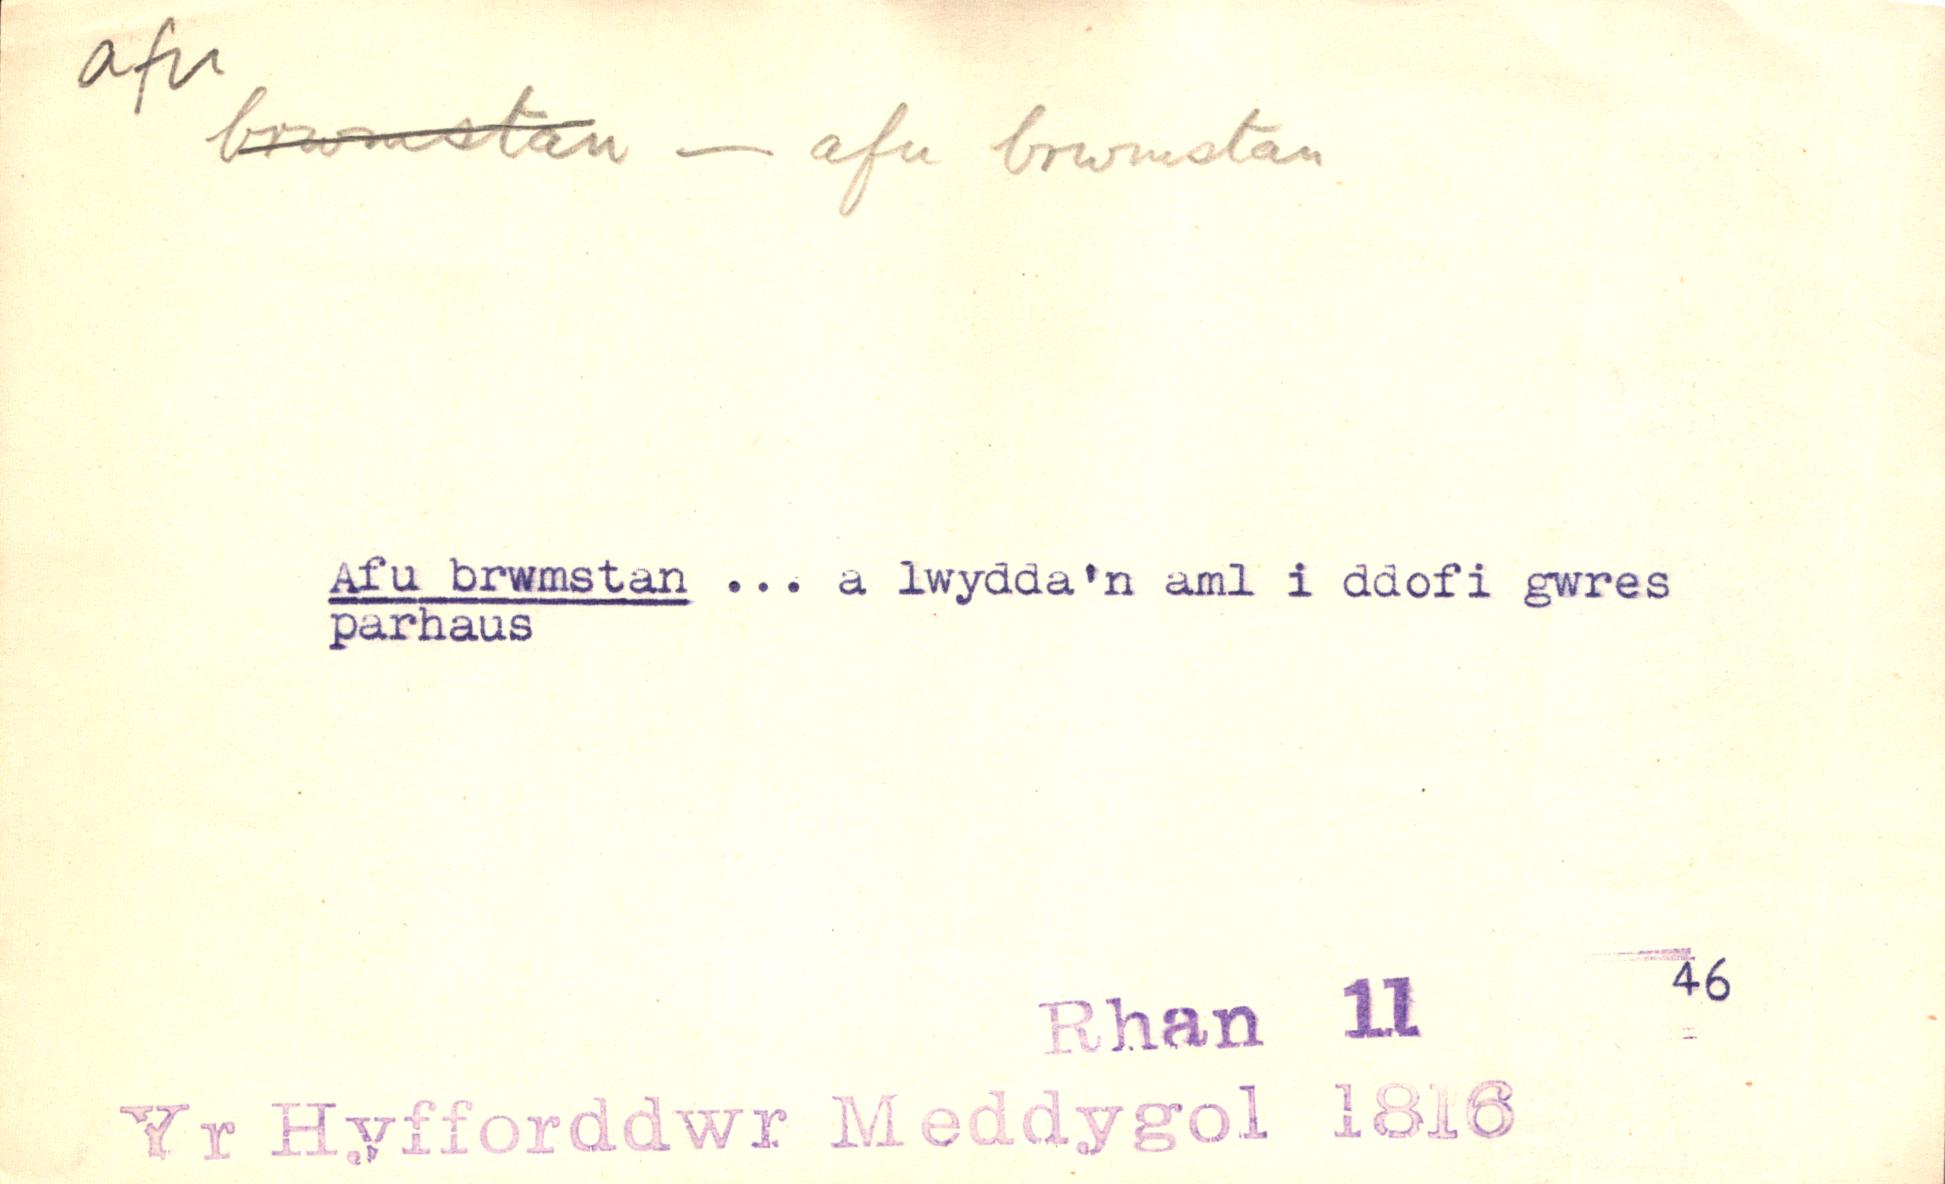 afu
brwmstan — afu brwmstan
Afu brwmstan ... a lwydda'n aml i ddofi gwres
parhaus
46
Rhan 11
Yr Hyfforddwr Meddygol 1816